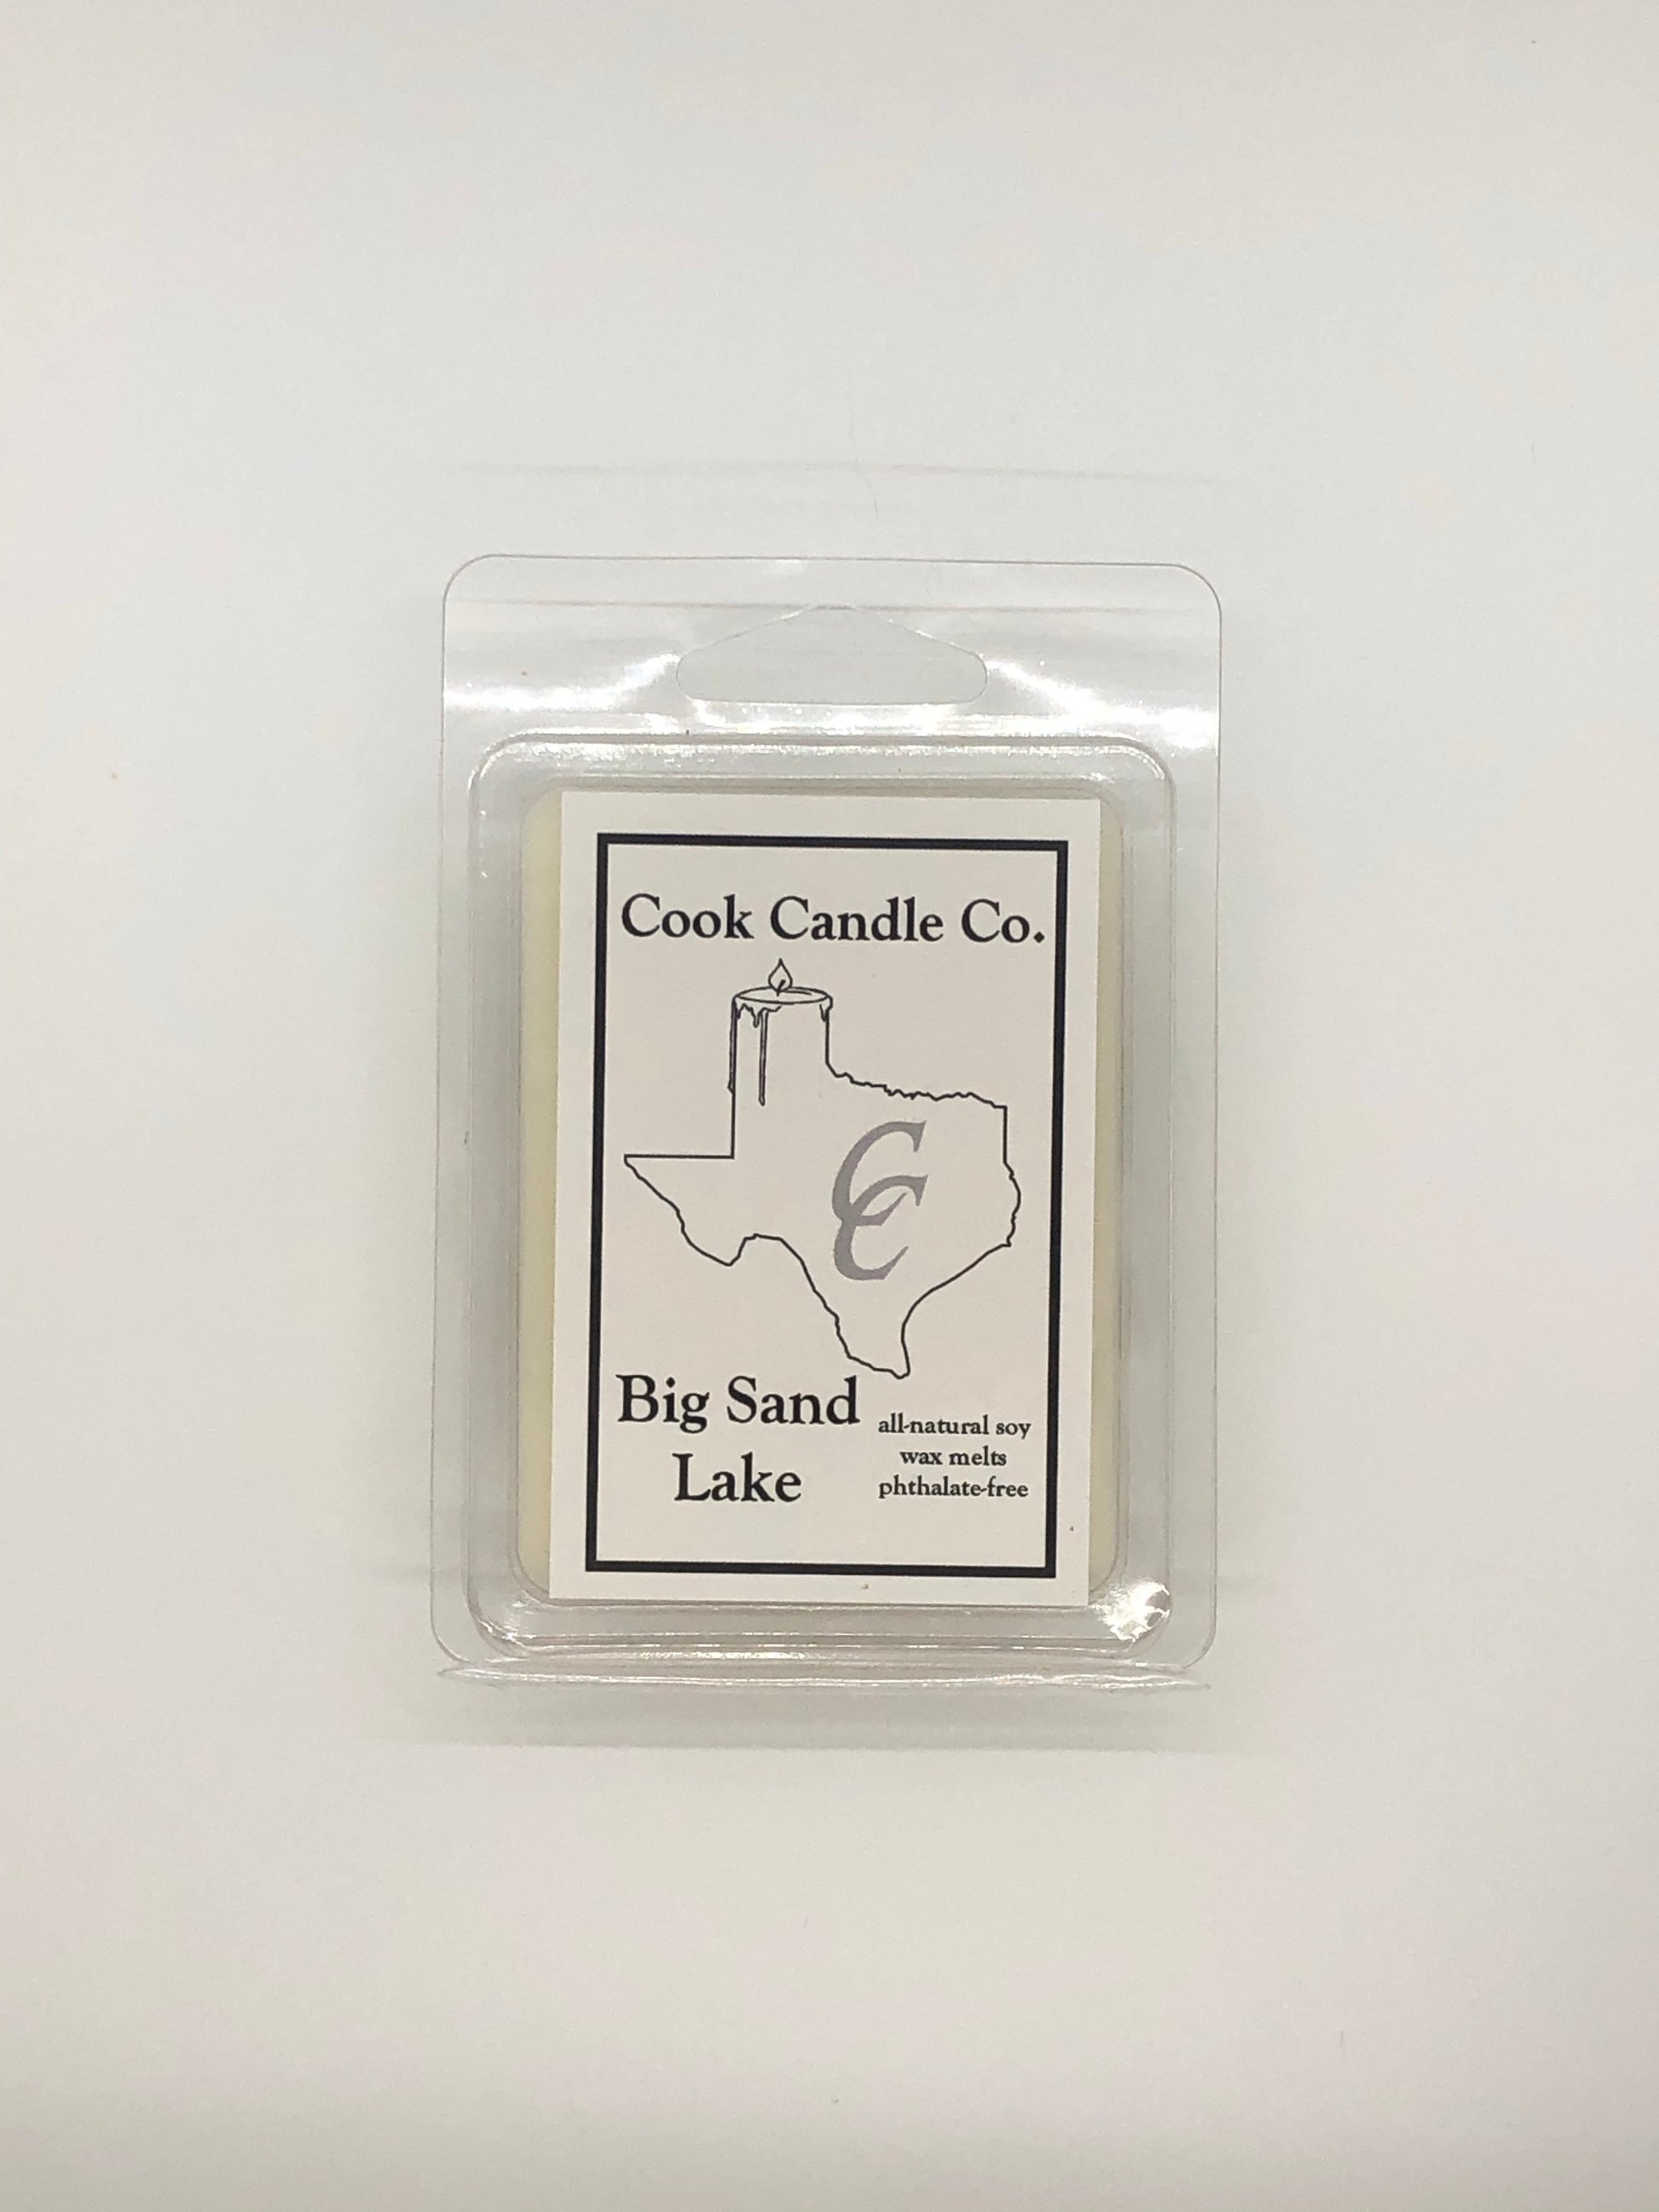 Cook Candle Co.
CC
Big Sand
Lake
all-natural soy
wax melts
phthalate-free